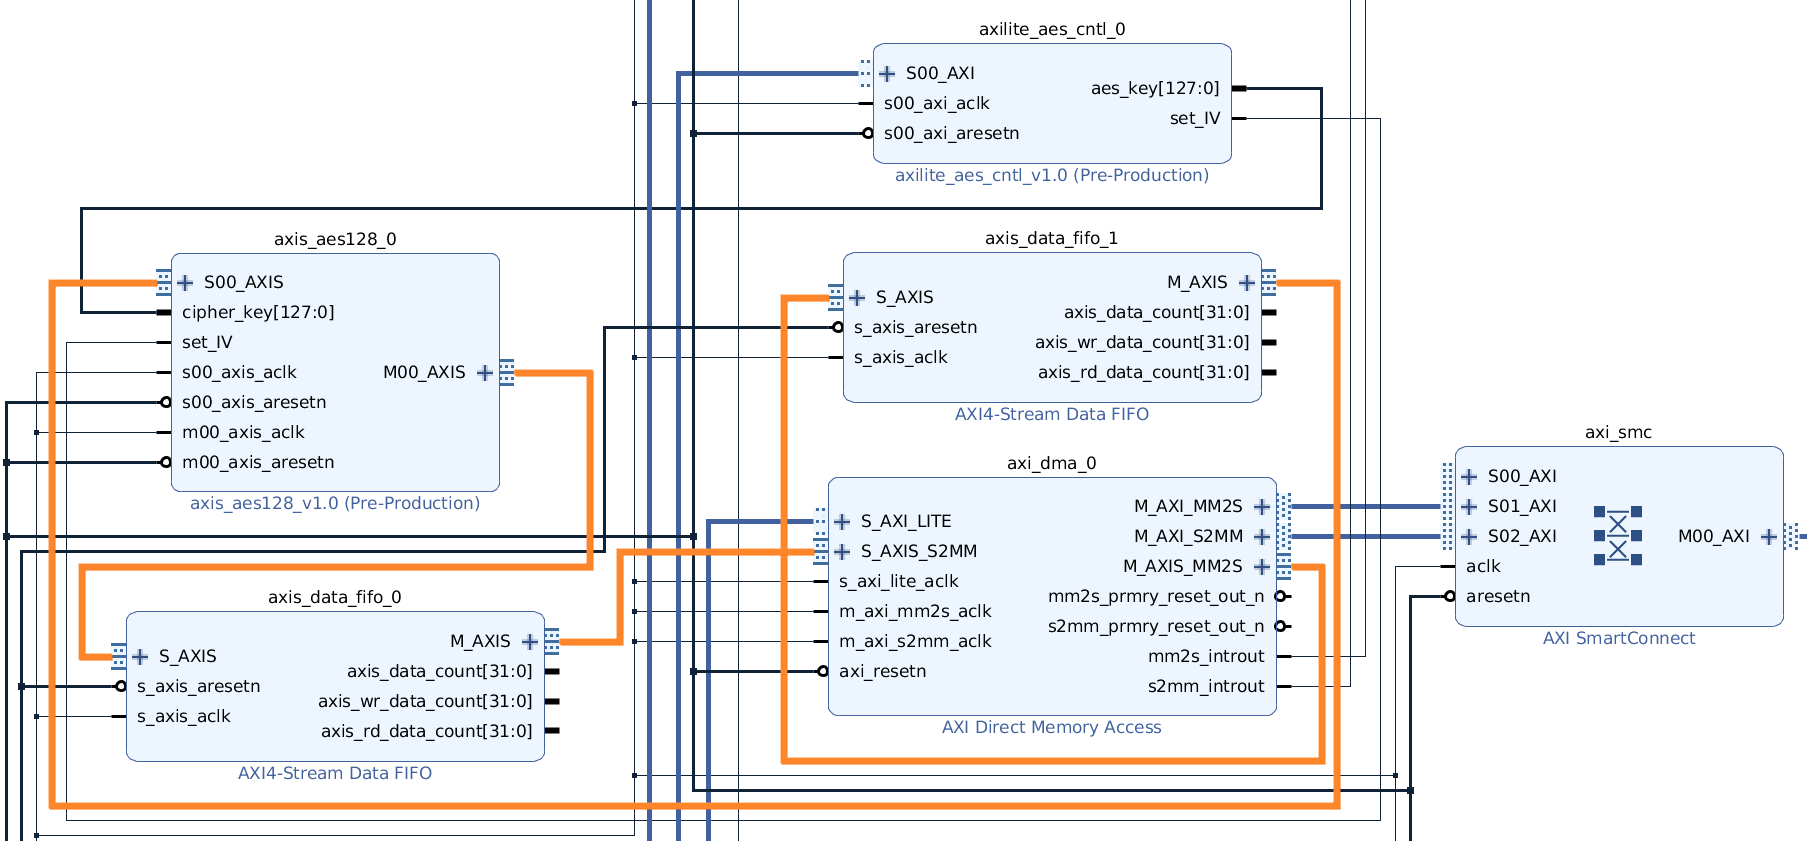 axilite_aes_cntl_0
S00_AXI
s00_axi_aclk
s00_axi_aresetn
aes_key[127:0]
set_IV
axilite_aes_cntl_v1.0 (Pre-Production)
axis_aes128_0
S00_AXIS
cipher_key[127:0]
set_IV
s00_axis_aclk
s00_axis_aresetn
m00_axis_aclk
m00_axis_aresetn
M00_AXIS
axis_aes128_v1.0 (Pre-Production)
axis_data_fifo_1
S_AXIS
s_axis_aresetn
s_axis_aclk
M_AXIS
axis_data_count[31:0]
axis_wr_data_count[31:0]
axis_rd_data_count[31:0]
AXI4-Stream Data FIFO
axi_dma_0
S_AXI_LITE
S_AXIS_S2MM
s_axi_lite_aclk
m_axi_mm2s_aclk
m_axi_s2mm_aclk
axi_resetn
M_AXI_MM2S
M_AXI_S2MM
M_AXIS_MM2S
mm2s_prmry_reset_out_n
s2mm_prmry_reset_out_n
mm2s_introut
s2mm_introut
AXI Direct Memory Access
axi_smc
S00_AXI
S01_AXI
S02_AXI
aclk
aresetn
M00_AXI
AXI SmartConnect
axis_data_fifo_0
S_AXIS
s_axis_aresetn
s_axis_aclk
M_AXIS
axis_data_count[31:0]
axis_wr_data_count[31:0]
axis_rd_data_count[31:0]
AXI4-Stream Data FIFO